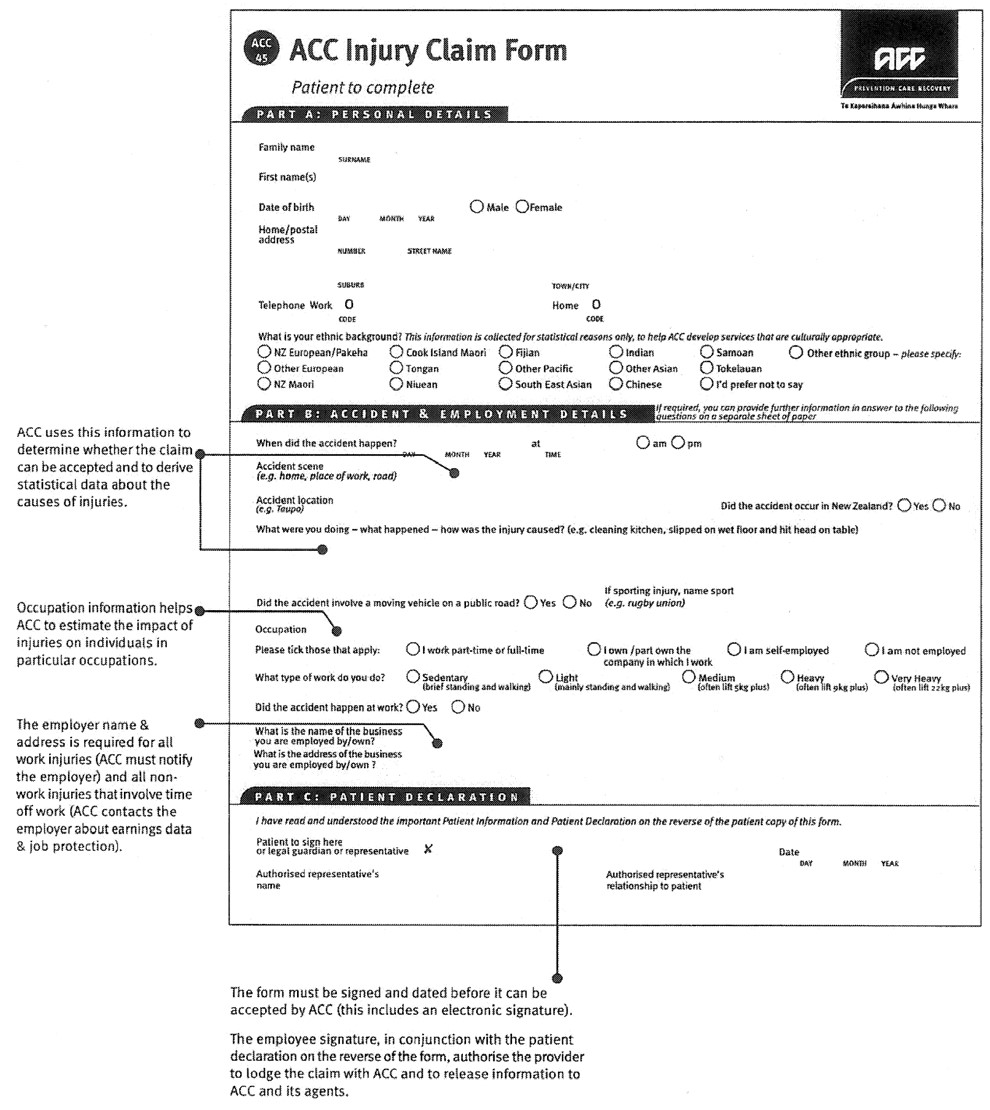 ACC
45
ACC Injury Claim Form
Patient to complete
ACC
PREVENTION CARE RECOVERY
Te Kaporeihana Awhina Hunga Whara
PART A: PERSONAL DETAILS
Family name
SURNAME
First name(s)
Date of birth
Male Female
DAY MONTH YEAR
Home/postal
address
NUMBER STREET NAME
SUBURB TOWN/CITY
Telephone Work 0 Home 0
CODE CODE
What is your ethnic background? This information is collected for statistical reasons only, to help ACC develop services that are culturally appropriate.
NZ European/Pakeha Cook Island Maori Fijian Indian Samoan Other ethnic group – please specify:
Other European Tongan Other Pacific Other Asian Tokelauan
NZ Maori Niuean South East Asian Chinese I'd prefer not to say
PART B: ACCIDENT & EMPLOYMENT DETAILS
If required, you can provide further information in answer to the following
questions on a separate sheet of paper
When did the accident happen? at am pm
DAY MONTH YEAR TIME
Accident scene
(e.g. home, place of work, road)
Accident location
(e.g. Taupo)
Did the accident occur in New Zealand? Yes No
What were you doing – what happened – how was the injury caused? (e.g. cleaning kitchen, slipped on wet floor and hit head on table)
Did the accident involve a moving vehicle on a public road? Yes No
If sporting injury, name sport
(e.g. rugby union)
Occupation
Please tick those that apply: I work part-time or full-time I own /part own the company in which I work I am self-employed I am not employed
What type of work do you do? Sedentary Light Medium Heavy Very Heavy
(brief standing and walking) (mainly standing and walking) (often lift 5kg plus) (often lift 9kg plus) (often lift 22kg plus)
Did the accident happen at work? Yes No
What is the name of the business
you are employed by/own?
What is the address of the business
you are employed by/own ?
PART C: PATIENT DECLARATION
I have read and understood the important Patient Information and Patient Declaration on the reverse of the patient copy of this form.
Patient to sign here
or legal guardian or representative ✗
Date
DAY MONTH YEAR
Authorised representative's
name
Authorised representative's
relationship to patient
ACC uses this information to
determine whether the claim
can be accepted and to derive
statistical data about the
causes of injuries.
Occupation information helps
ACC to estimate the impact of
injuries on individuals in
particular occupations.
The employer name &
address is required for all
work injuries (ACC must notify
the employer) and all non-
work injuries that involve time
off work (ACC contacts the
employer about earnings data
& job protection).
The form must be signed and dated before it can be
accepted by ACC (this includes an electronic signature).
The employee signature, in conjunction with the patient
declaration on the reverse of the form, authorise the provider
to lodge the claim with ACC and to release information to
ACC and its agents.